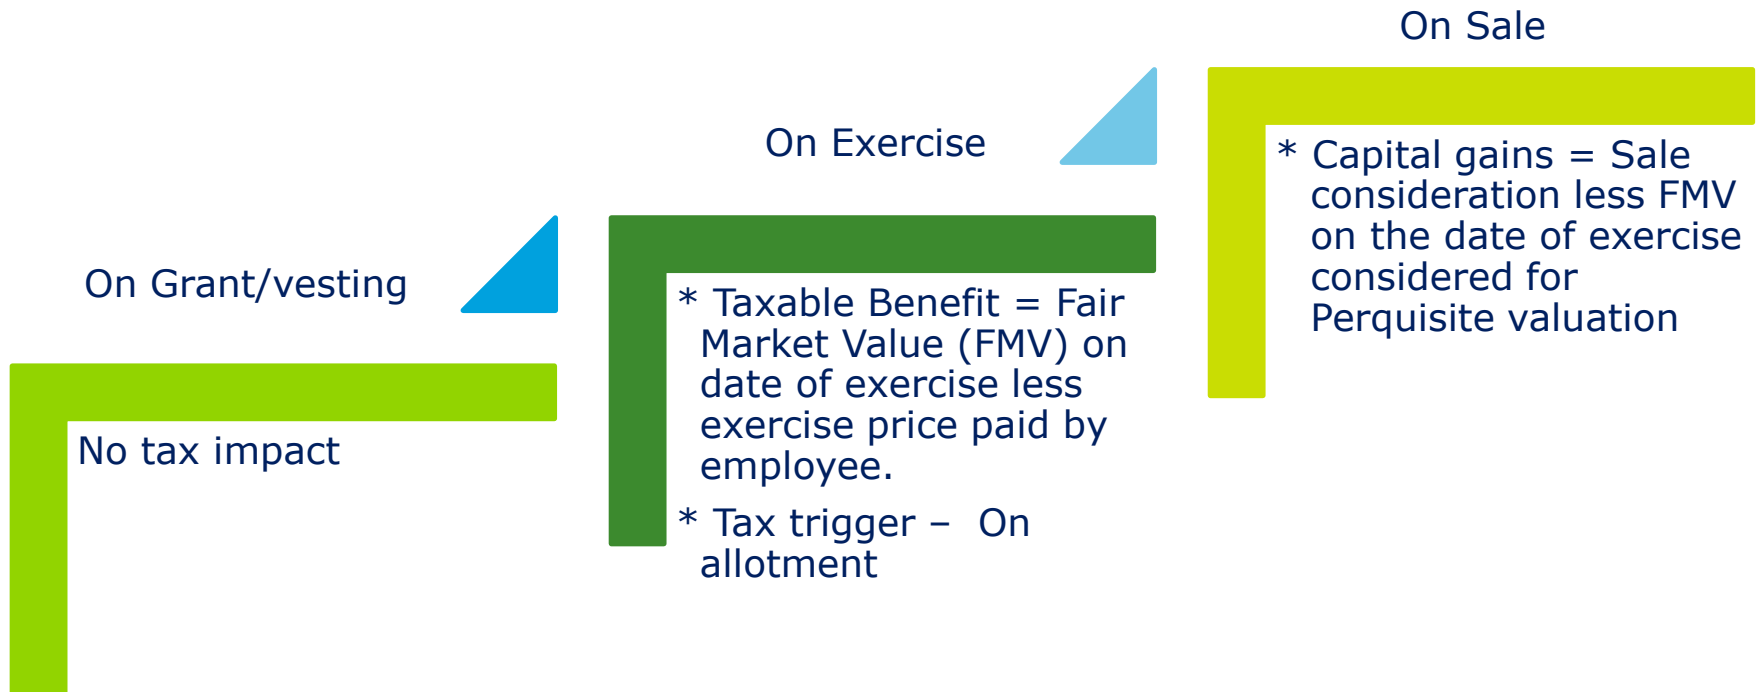 On Grant/vesting
No tax impact
On Exercise
* Taxable Benefit = Fair
Market Value (FMV) on
date of exercise less
exercise price paid by
employee.
* Tax trigger – On
allotment
On Sale
* Capital gains = Sale
consideration less FMV
on the date of exercise
considered for
Perquisite valuation